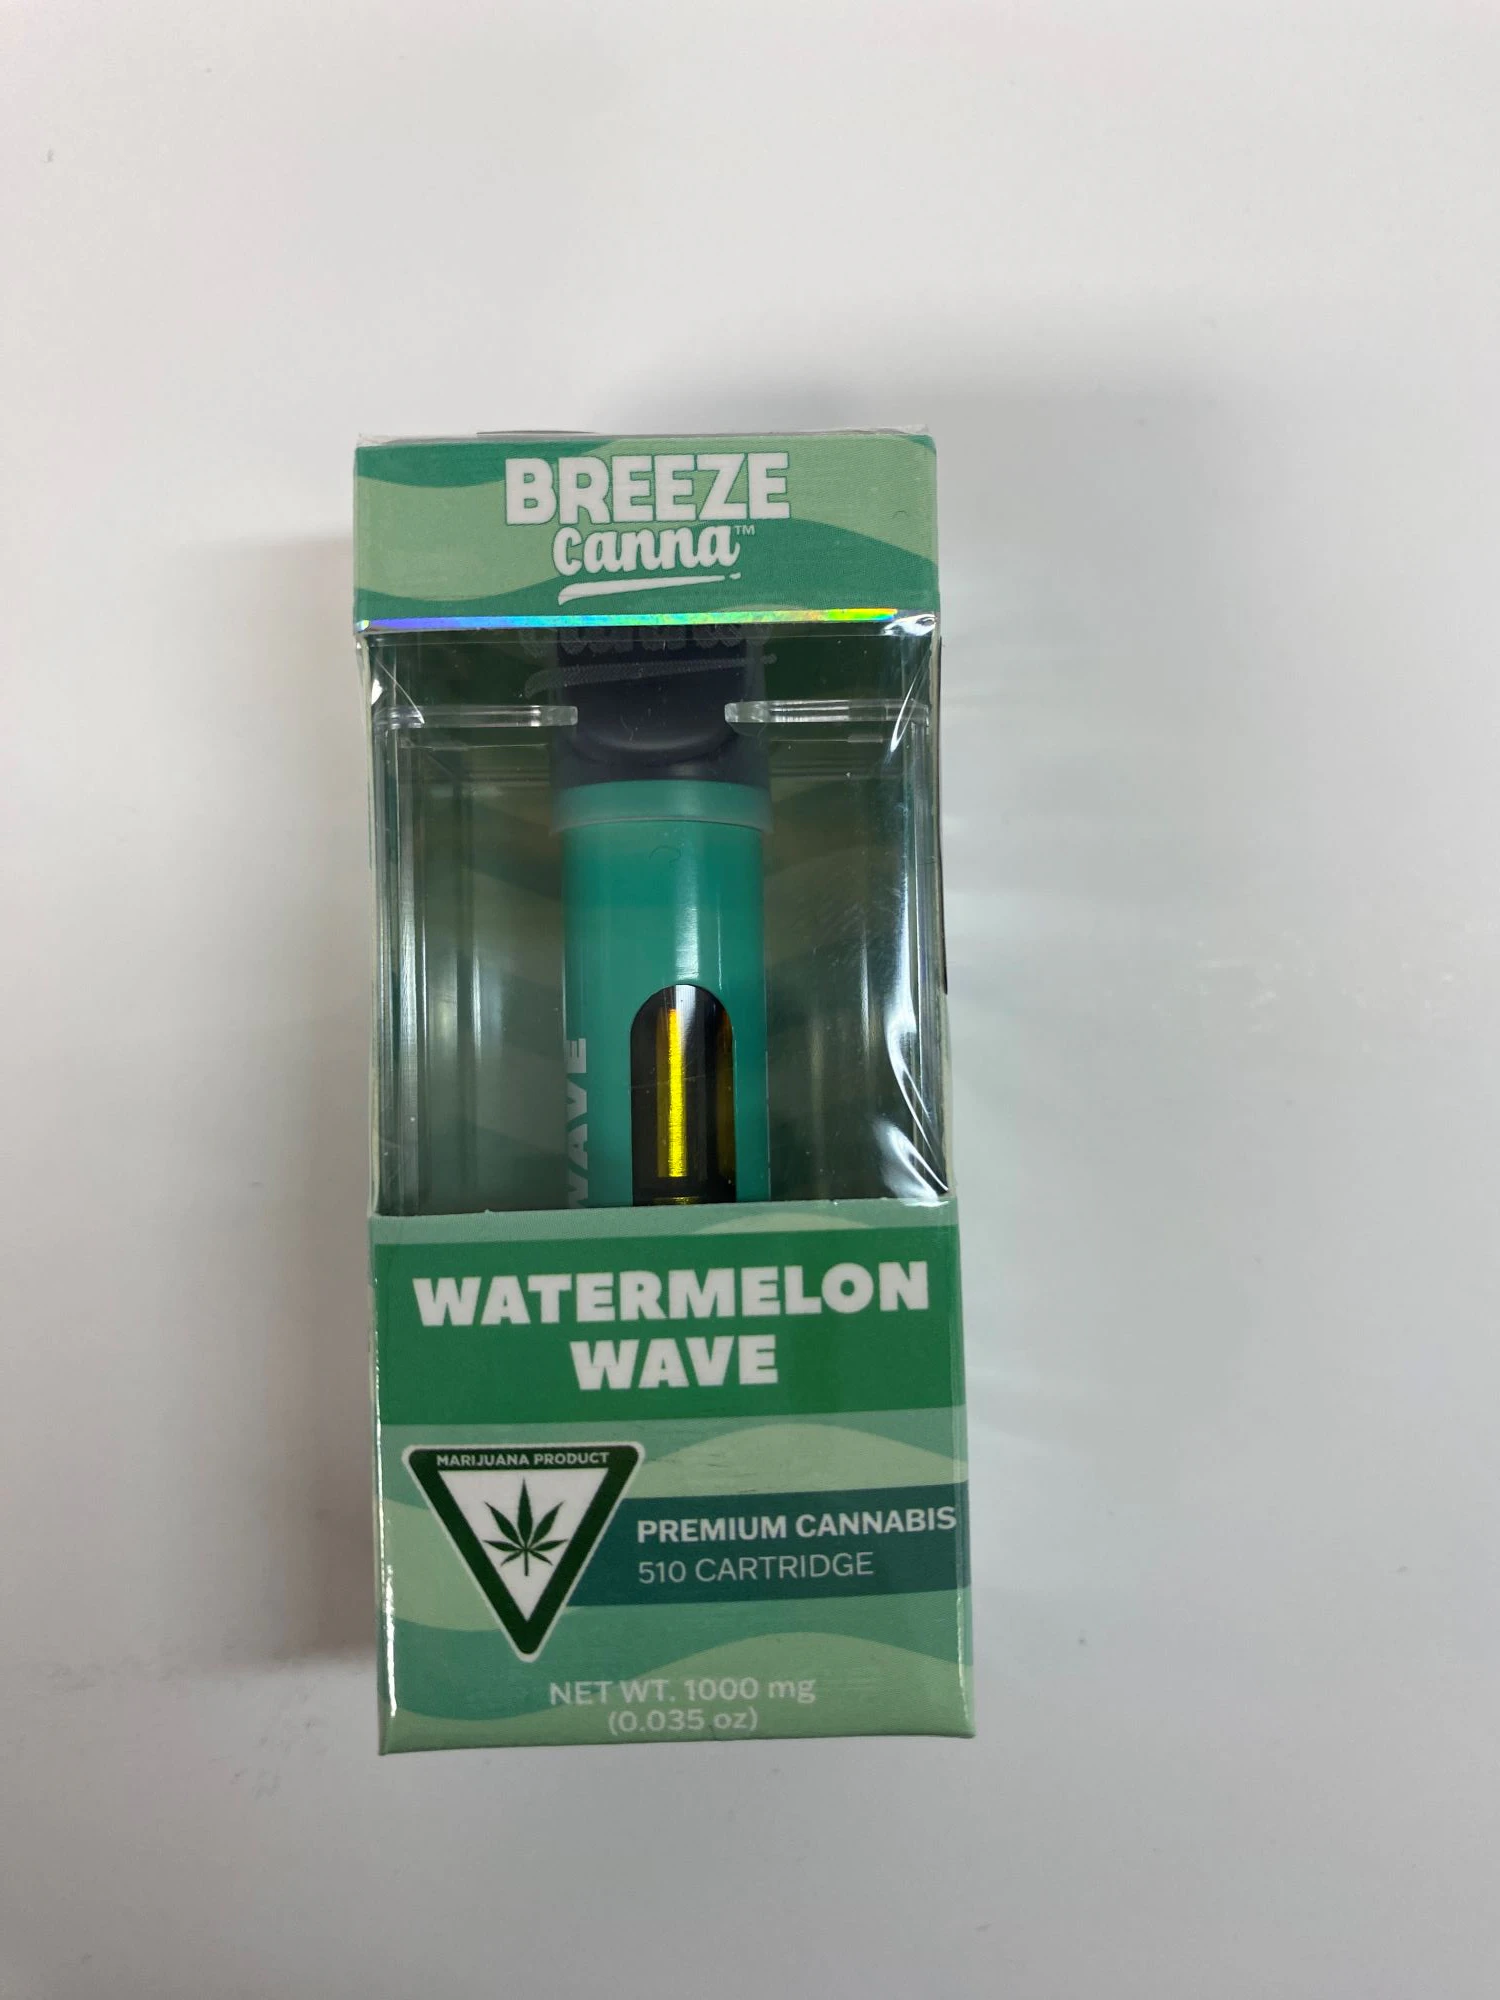 BREEZE
canna™
WAVE
WATERMELON
WAVE
MARIJUANA PRODUCT
PREMIUM CANNABIS
510 CARTRIDGE
NET WT. 1000 mg
(0.035 oz)